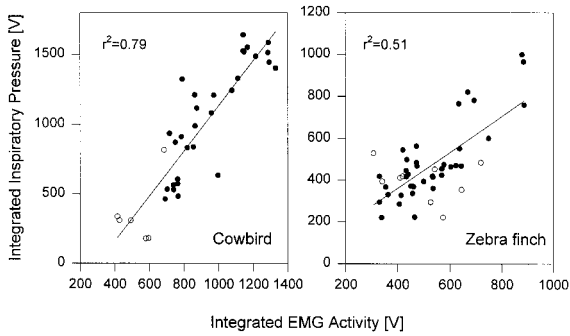 Integrated Inspiratory Pressure [V]
r²=0.79
1500
1000
500
0
Cowbird
200 400 600 800 1000 1200 1400
r²=0.51
1200
1000
800
600
400
200
0
Zebra finch
200 400 600 800 1000
Integrated EMG Activity [V]